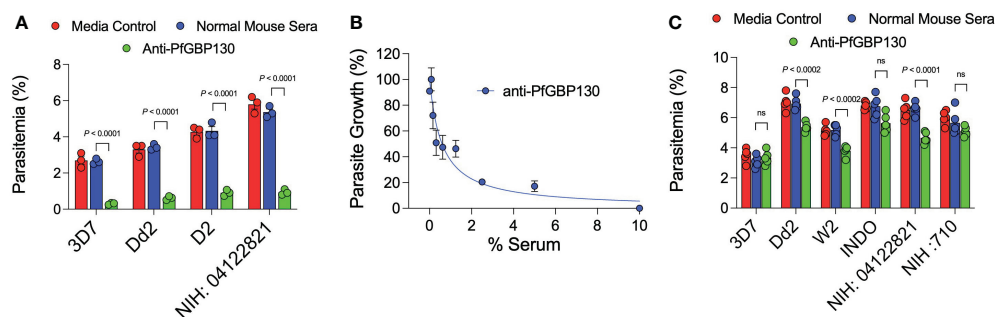 A
Media Control
Normal Mouse Sera
Anti-PfGBP130
Parasitemia (%)
8
6
4
2
0
P < 0.0001
P < 0.0001
P < 0.0001
P < 0.0001
3D7
Dd2
D2
NIH: 04122821
B
Parasite Growth (%)
120
100
80
60
40
20
0
anti-PfGBP130
0
2
4
6
8
10
% Serum
C
Media Control
Normal Mouse Sera
Anti-PfGBP130
Parasitemia (%)
10
8
6
4
2
0
ns
P < 0.0002
P < 0.0002
ns
P < 0.0001
ns
3D7
Dd2
W2
INDO
NIH: 04122821
NIH :710